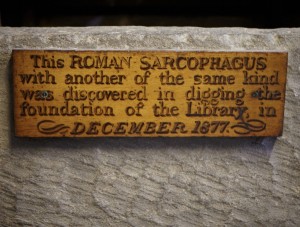 This ROMAN SARCOPHAGUS
with another of the same kind
was discovered in digging the
foundation of the Library, in
DECEMBER 1877.